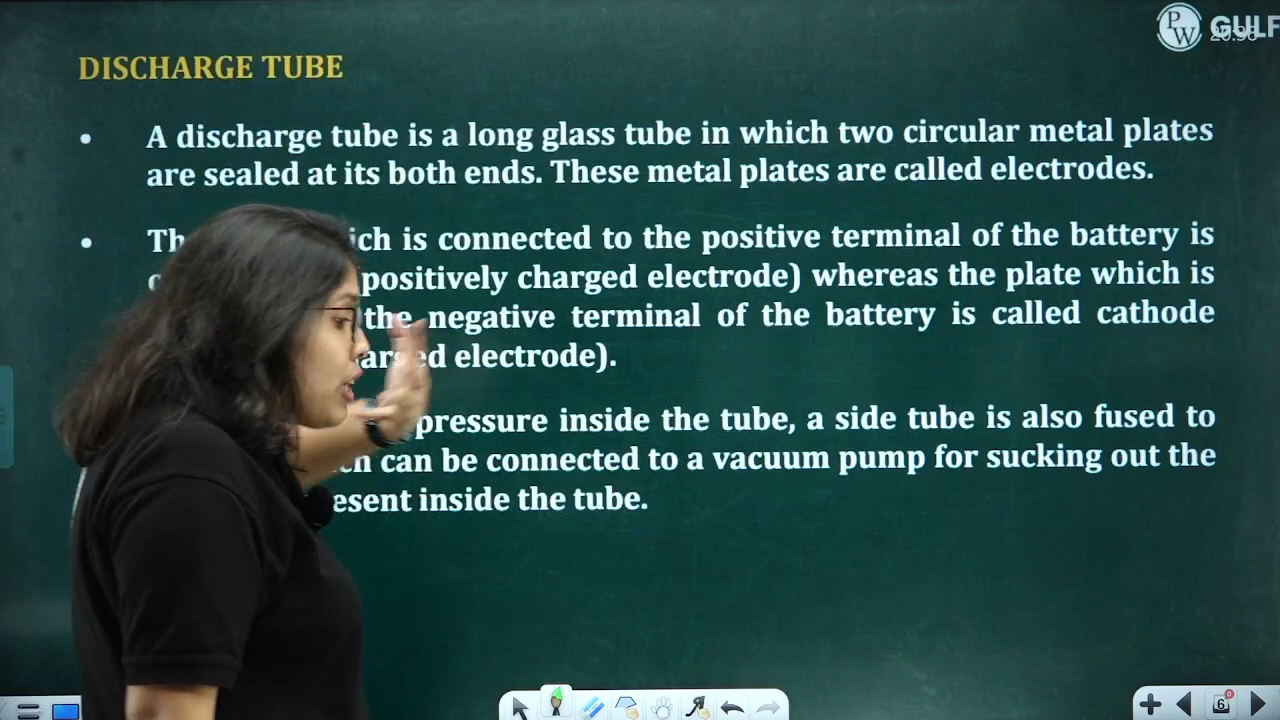 PW GULF
20:38
DISCHARGE TUBE
• A discharge tube is a long glass tube in which two circular metal plates
are sealed at its both ends. These metal plates are called electrodes.
• is connected to the positive terminal of the battery is
positively charged electrode) whereas the plate which is
the negative terminal of the battery is called cathode
electrode).
pressure inside the tube, a side tube is also fused to
can be connected to a vacuum pump for sucking out the
inside the tube.
6